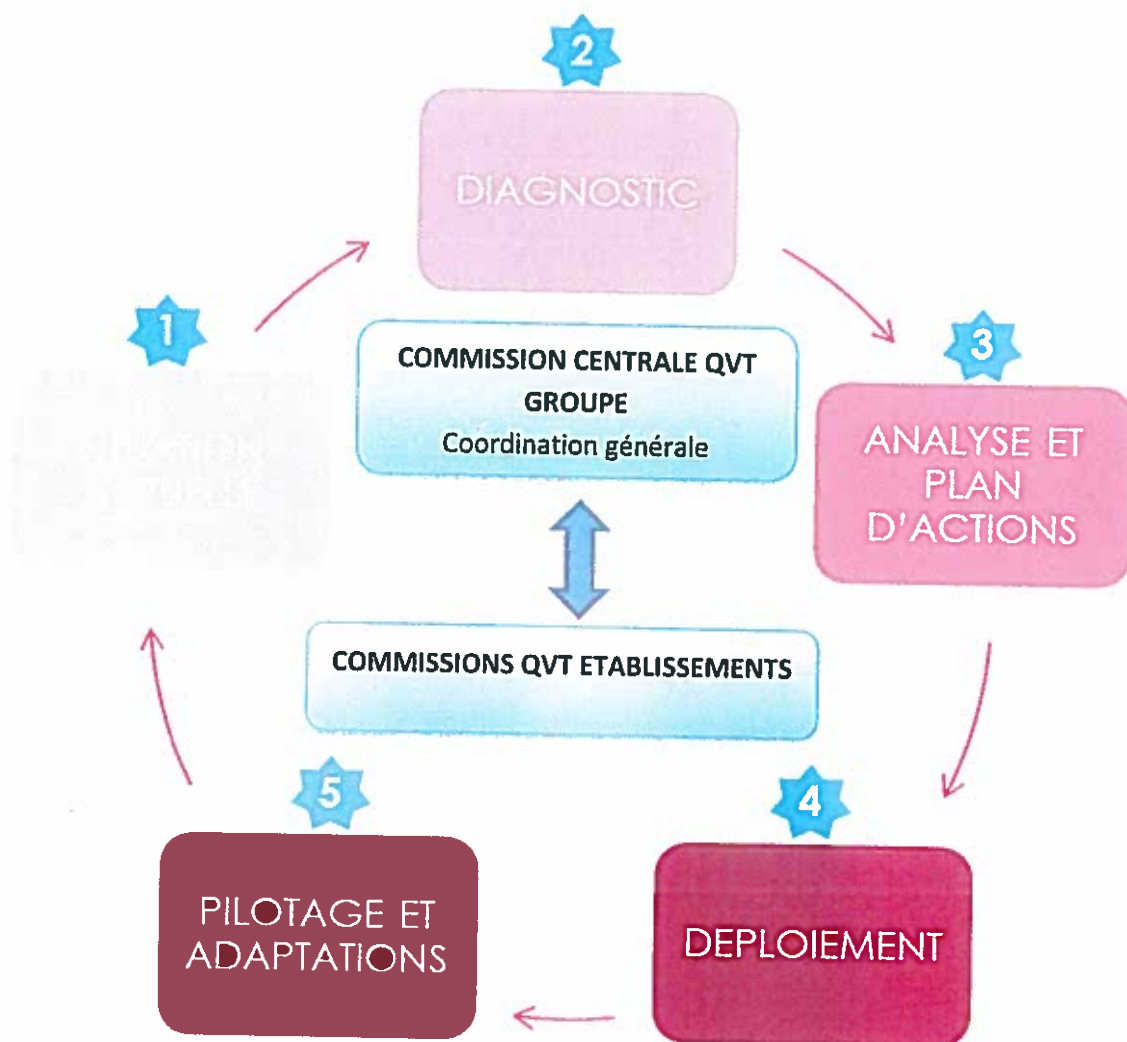 2
DIAGNOSTIC
1
3
COMMISSION CENTRALE QVT
GROUPE
Coordination générale
ANALYSE ET
PLAN
D'ACTIONS
COMMISSIONS QVT ETABLISSEMENTS
5
4
PILOTAGE ET
ADAPTATIONS
DEPLOIEMENT